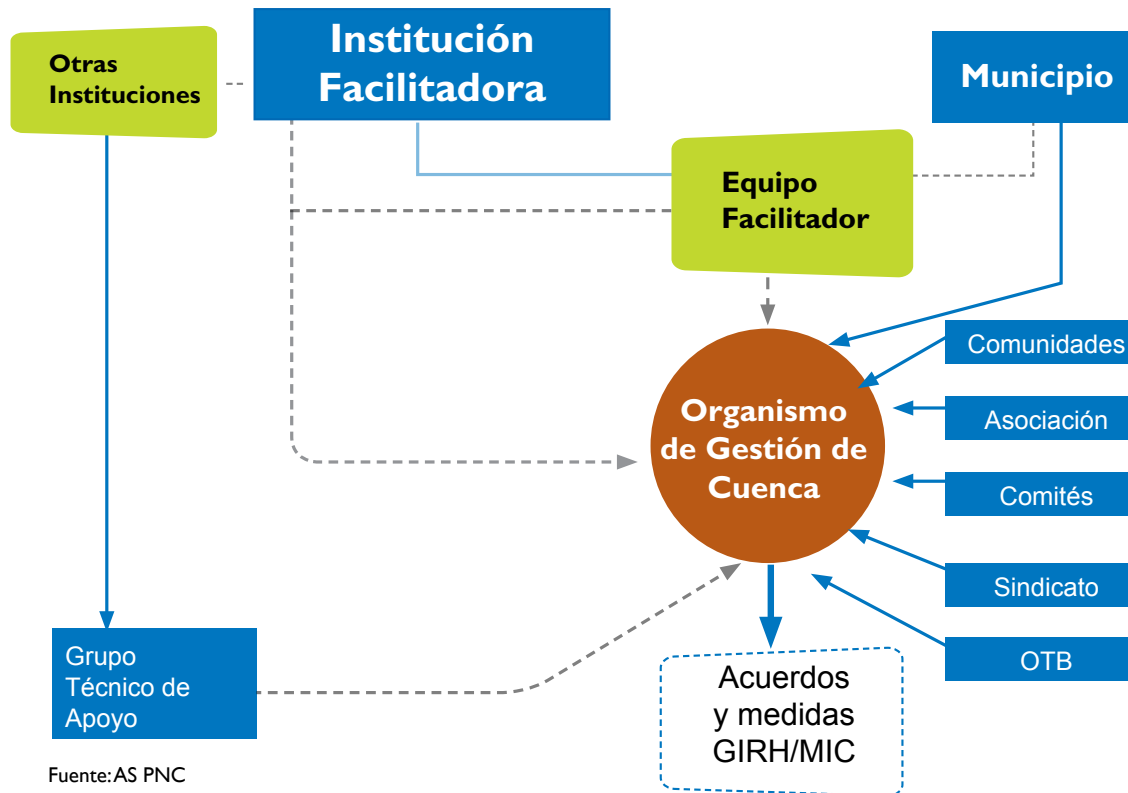 Otras
Instituciones
Institución
Facilitadora
Municipio
Equipo
Facilitador
Comunidades
Asociación
Comités
Sindicato
OTB
Organismo
de Gestión de
Cuenca
Grupo
Técnico de
Apoyo
Acuerdos
y medidas
GIRH/MIC
Fuente: AS PNC